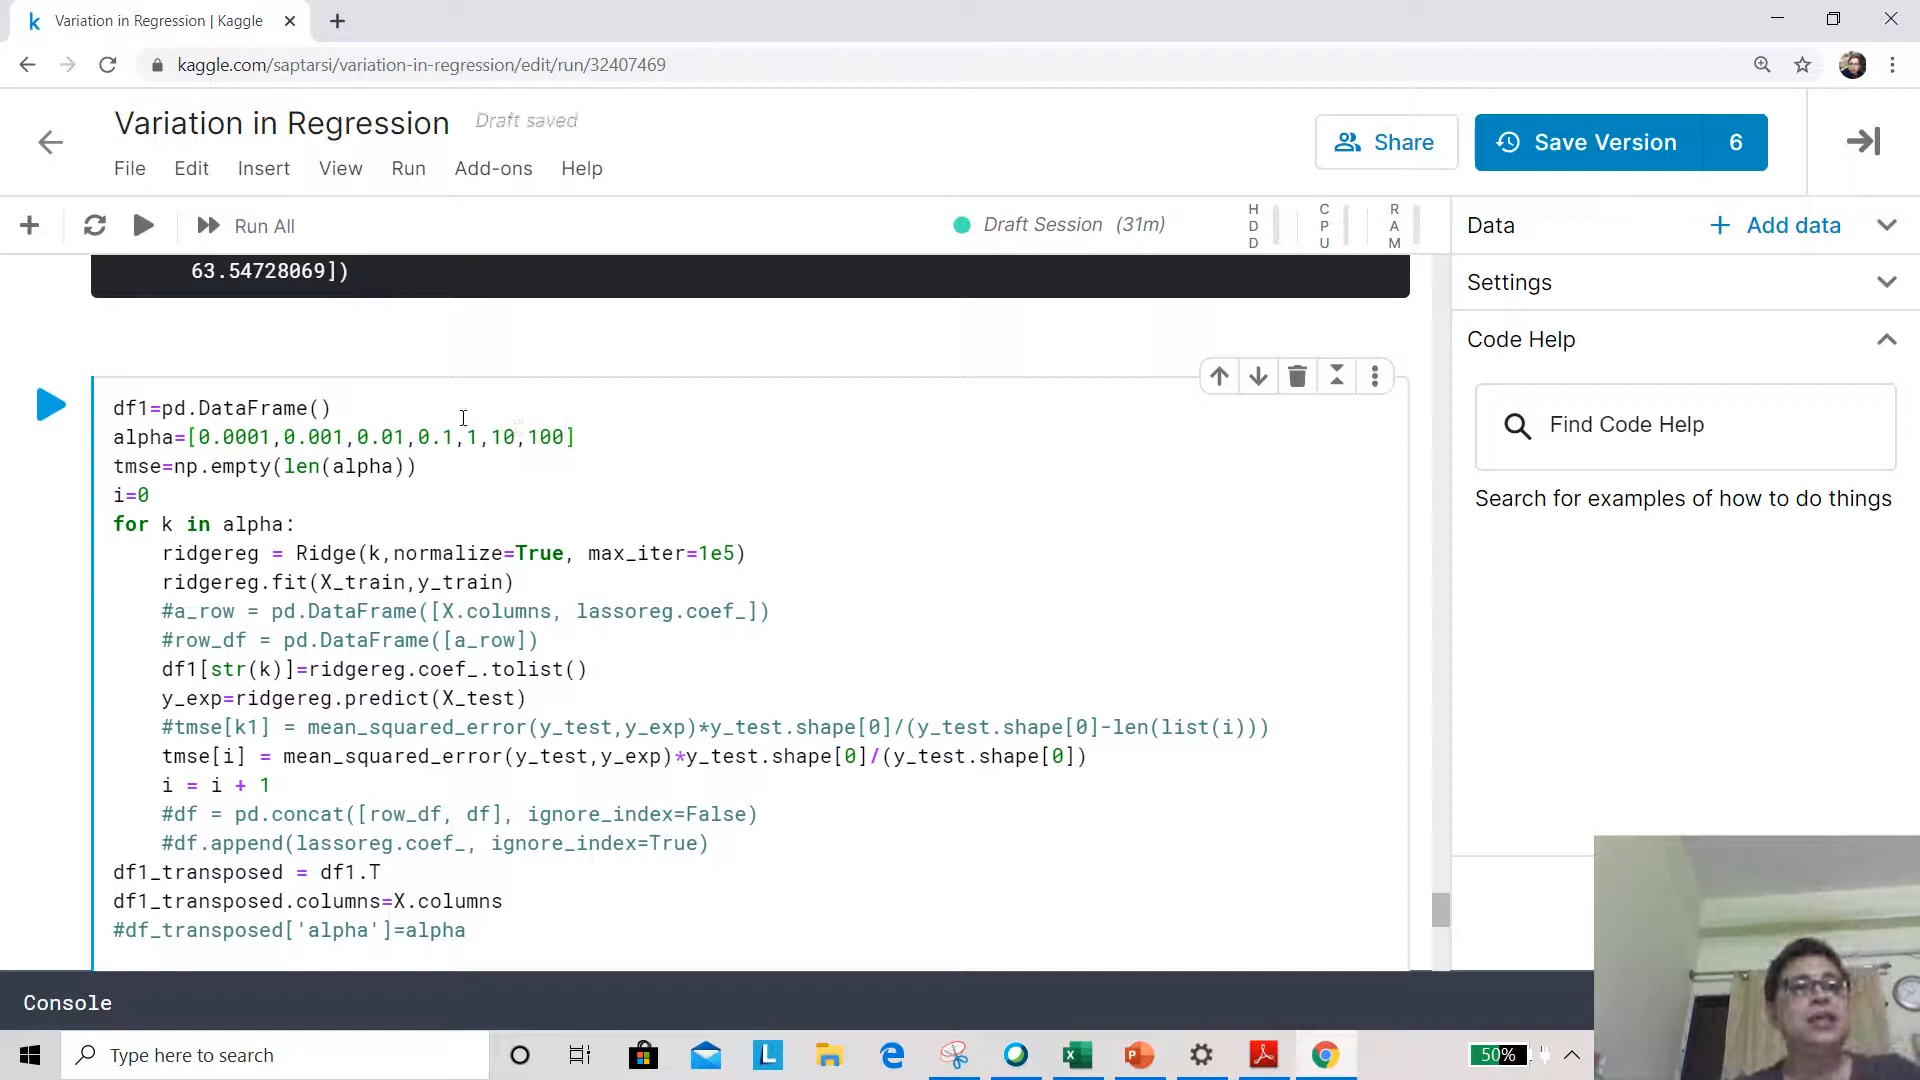 Variation in Regression | Kaggle
kaggle.com/saptarsi/variation-in-regression/edit/run/32407469
Variation in Regression
Draft saved
Share
Save Version
6
File
Edit
Insert
View
Run
Add-ons
Help
Run All
Draft Session (31m)
HDD
CPU
RAM
Data
Add data
Settings
Code Help
Find Code Help
Search for examples of how to do things
63.54728069])
df1=pd.DataFrame()
alpha=[0.0001,0.001,0.01,0.1,1,10,100]
tmse=np.empty(len(alpha))
i=0
for k in alpha:
    ridgereg = Ridge(k,normalize=True, max_iter=1e5)
    ridgereg.fit(X_train,y_train)
    #a_row = pd.DataFrame([X.columns, lassoreg.coef_])
    #row_df = pd.DataFrame([a_row])
    df1[str(k)]=ridgereg.coef_.tolist()
    y_exp=ridgereg.predict(X_test)
    #tmse[k1] = mean_squared_error(y_test,y_exp)*y_test.shape[0]/(y_test.shape[0]-len(list(i)))
    tmse[i] = mean_squared_error(y_test,y_exp)*y_test.shape[0]/(y_test.shape[0])
    i = i + 1
    #df = pd.concat([row_df, df], ignore_index=False)
    #df.append(lassoreg.coef_, ignore_index=True)
df1_transposed = df1.T
df1_transposed.columns=X.columns
#df_transposed['alpha']=alpha
Console
Type here to search
50%